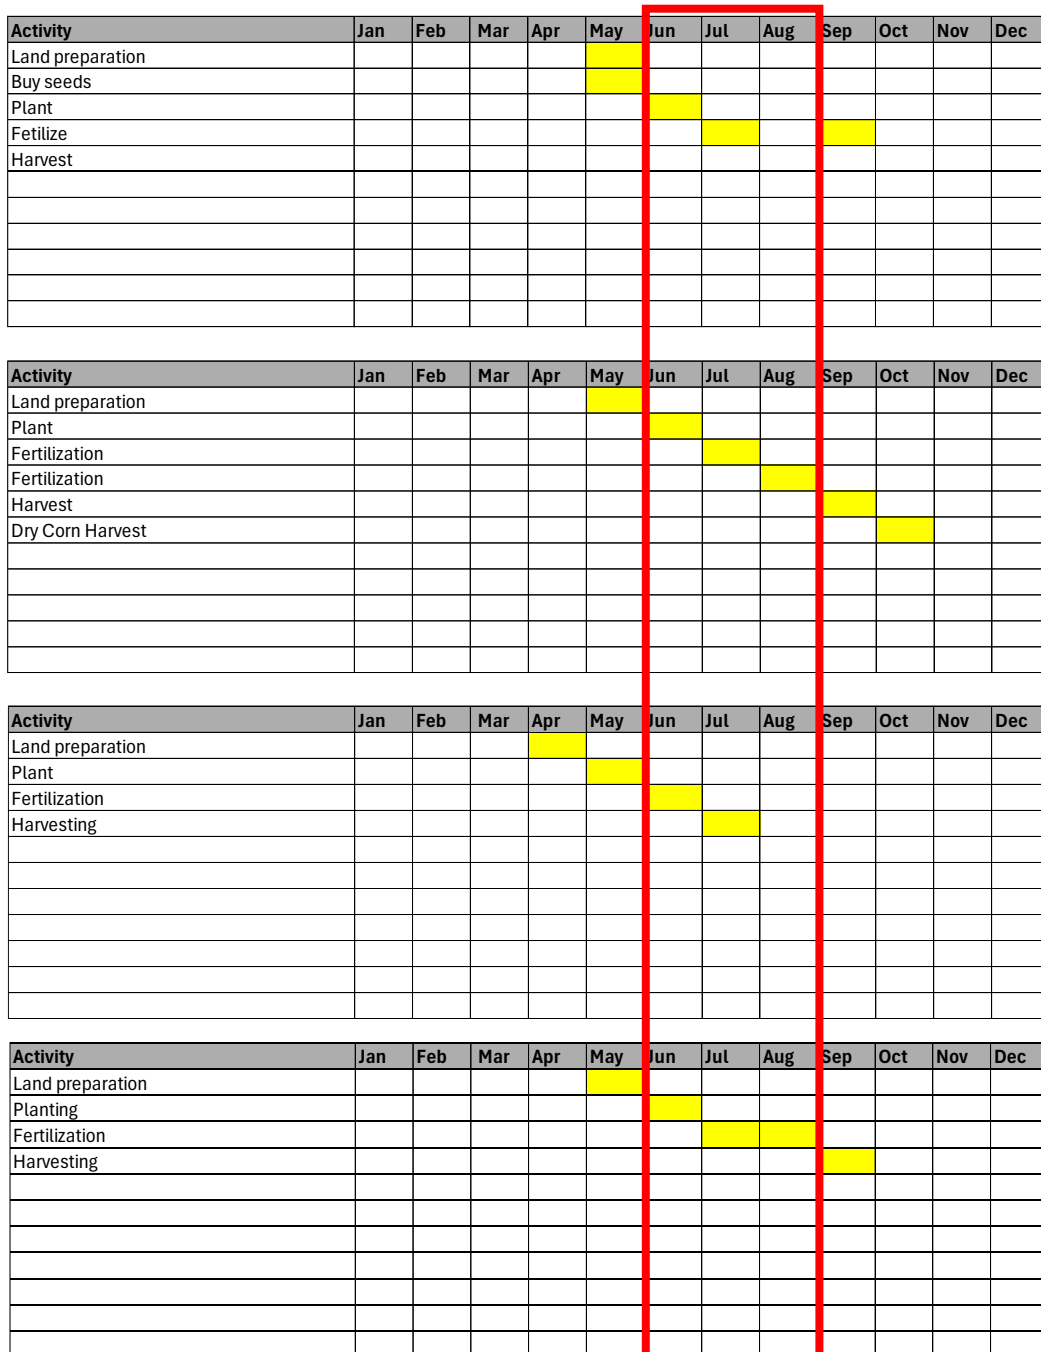 Activity Jan Feb Mar Apr May Jun Jul Aug Sep Oct Nov Dec
Land preparation
Buy seeds
Plant
Fetilize
Harvest
Activity Jan Feb Mar Apr May Jun Jul Aug Sep Oct Nov Dec
Land preparation
Plant
Fertilization
Fertilization
Harvest
Dry Corn Harvest
Activity Jan Feb Mar Apr May Jun Jul Aug Sep Oct Nov Dec
Land preparation
Plant
Fertilization
Harvesting
Activity Jan Feb Mar Apr May Jun Jul Aug Sep Oct Nov Dec
Land preparation
Planting
Fertilization
Harvesting